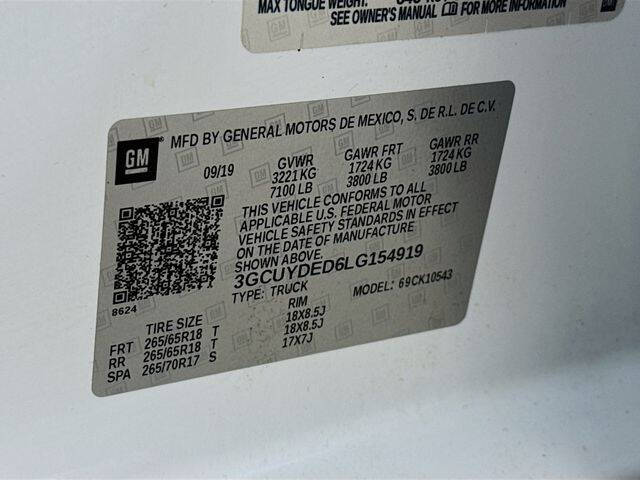 MAX TONGUE WEIGHT:
SEE OWNER'S MANUAL FOR MORE INFORMATION
GM
MFD BY GENERAL MOTORS DE MEXICO, S. DE R.L. DE C.V.
GM
09/19 GVWR GAWR FRT GAWR RR
3221 KG 1724 KG 1724 KG
7100 LB 3800 LB 3800 LB
THIS VEHICLE CONFORMS TO ALL
APPLICABLE U.S. FEDERAL MOTOR
VEHICLE SAFETY STANDARDS IN EFFECT
ON THE DATE OF MANUFACTURE
SHOWN ABOVE.
3GCUYDED6LG154919
TYPE: TRUCK MODEL: 69CK10543
8624
TIRE SIZE RIM
FRT 265/65R18 T 18X8.5J
RR 265/65R18 T 18X8.5J
SPA 265/70R17 S 17X7J